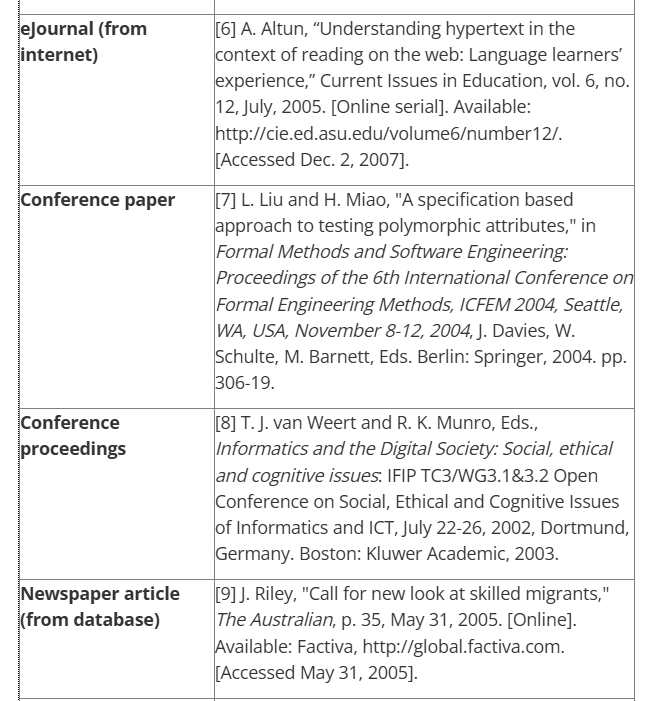 eJournal (from
internet)
[6] A. Altun, “Understanding hypertext in the
context of reading on the web: Language learners’
experience,” Current Issues in Education, vol. 6, no.
12, July, 2005. [Online serial]. Available:
http://cie.ed.asu.edu/volume6/number12/.
[Accessed Dec. 2, 2007].
Conference paper
[7] L. Liu and H. Miao, "A specification based
approach to testing polymorphic attributes," in
Formal Methods and Software Engineering:
Proceedings of the 6th International Conference on
Formal Engineering Methods, ICFEM 2004, Seattle,
WA, USA, November 8-12, 2004, J. Davies, W.
Schulte, M. Barnett, Eds. Berlin: Springer, 2004. pp.
306-19.
Conference
proceedings
[8] T. J. van Weert and R. K. Munro, Eds.,
Informatics and the Digital Society: Social, ethical
and cognitive issues: IFIP TC3/WG3.1&3.2 Open
Conference on Social, Ethical and Cognitive Issues
of Informatics and ICT, July 22-26, 2002, Dortmund,
Germany. Boston: Kluwer Academic, 2003.
Newspaper article
(from database)
[9] J. Riley, "Call for new look at skilled migrants,"
The Australian, p. 35, May 31, 2005. [Online].
Available: Factiva, http://global.factiva.com.
[Accessed May 31, 2005].